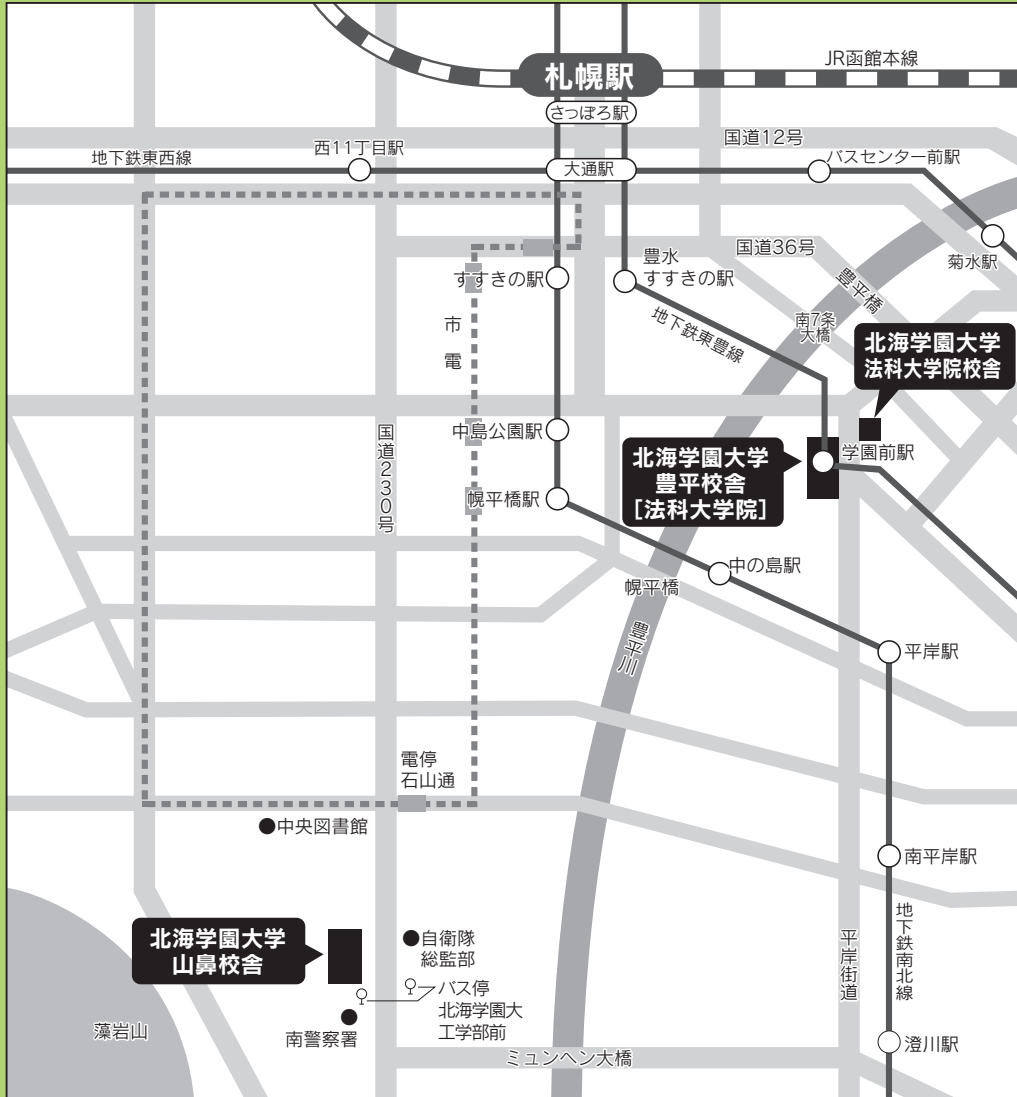 JR函館本線
札幌駅
さっぽろ駅
国道12号
西11丁目駅
地下鉄東西線
大通駅
バスセンター前駅
国道36号
豊水
すすきの駅
すすきの駅
菊水駅
豊平橋
市電
地下鉄東豊線
南7条
大橋
北海学園大学
法科大学院校舎
国道230号
中島公園駅
学園前駅
北海学園大学
豊平校舎
[法科大学院]
幌平橋駅
中の島駅
幌平橋
豊平川
平岸駅
電停
石山通
●中央図書館
南平岸駅
地下鉄南北線
平岸街道
北海学園大学
山鼻校舎
●自衛隊
総監部
バス停
北海学園大
工学部前
南警察署
藻岩山
ミュンヘン大橋
澄川駅